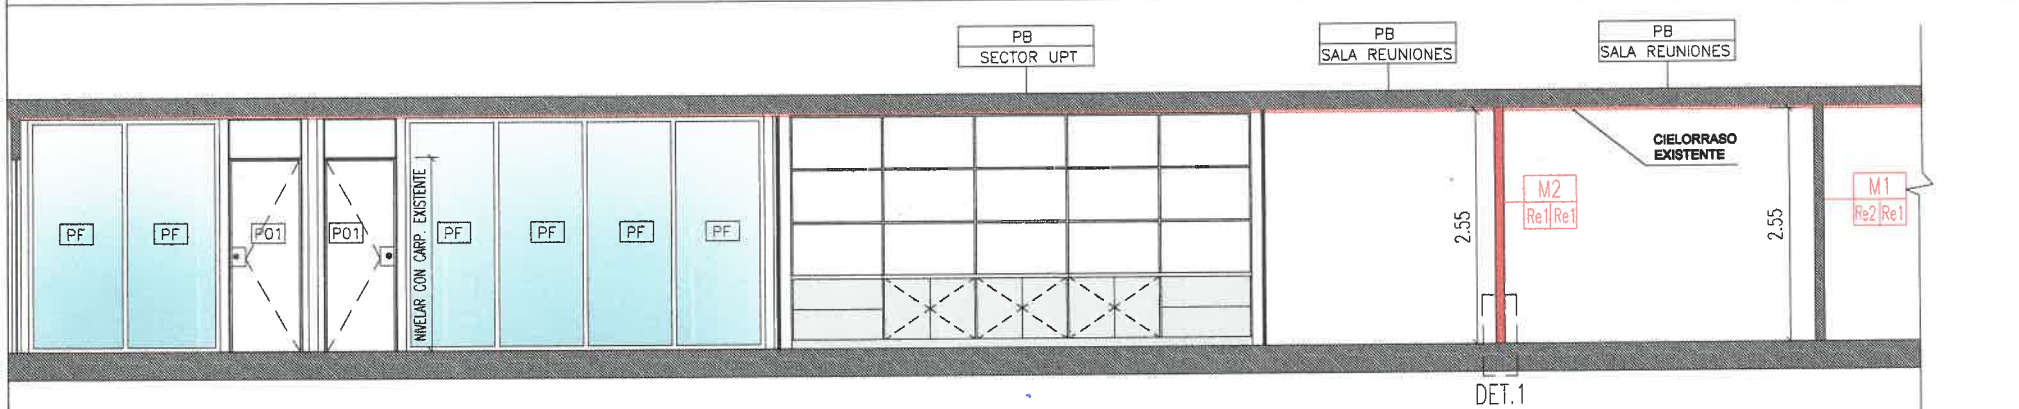 PB
SECTOR UPT
PB
SALA REUNIONES
PB
SALA REUNIONES
CIELORRASO
EXISTENTE
PF
PF
P01
P01
NIVELAR CON CARP. EXISTENTE
PF
PF
PF
PF
2.55
M2
Re1 Re1
2.55
M1
Re2 Re1
DET.1